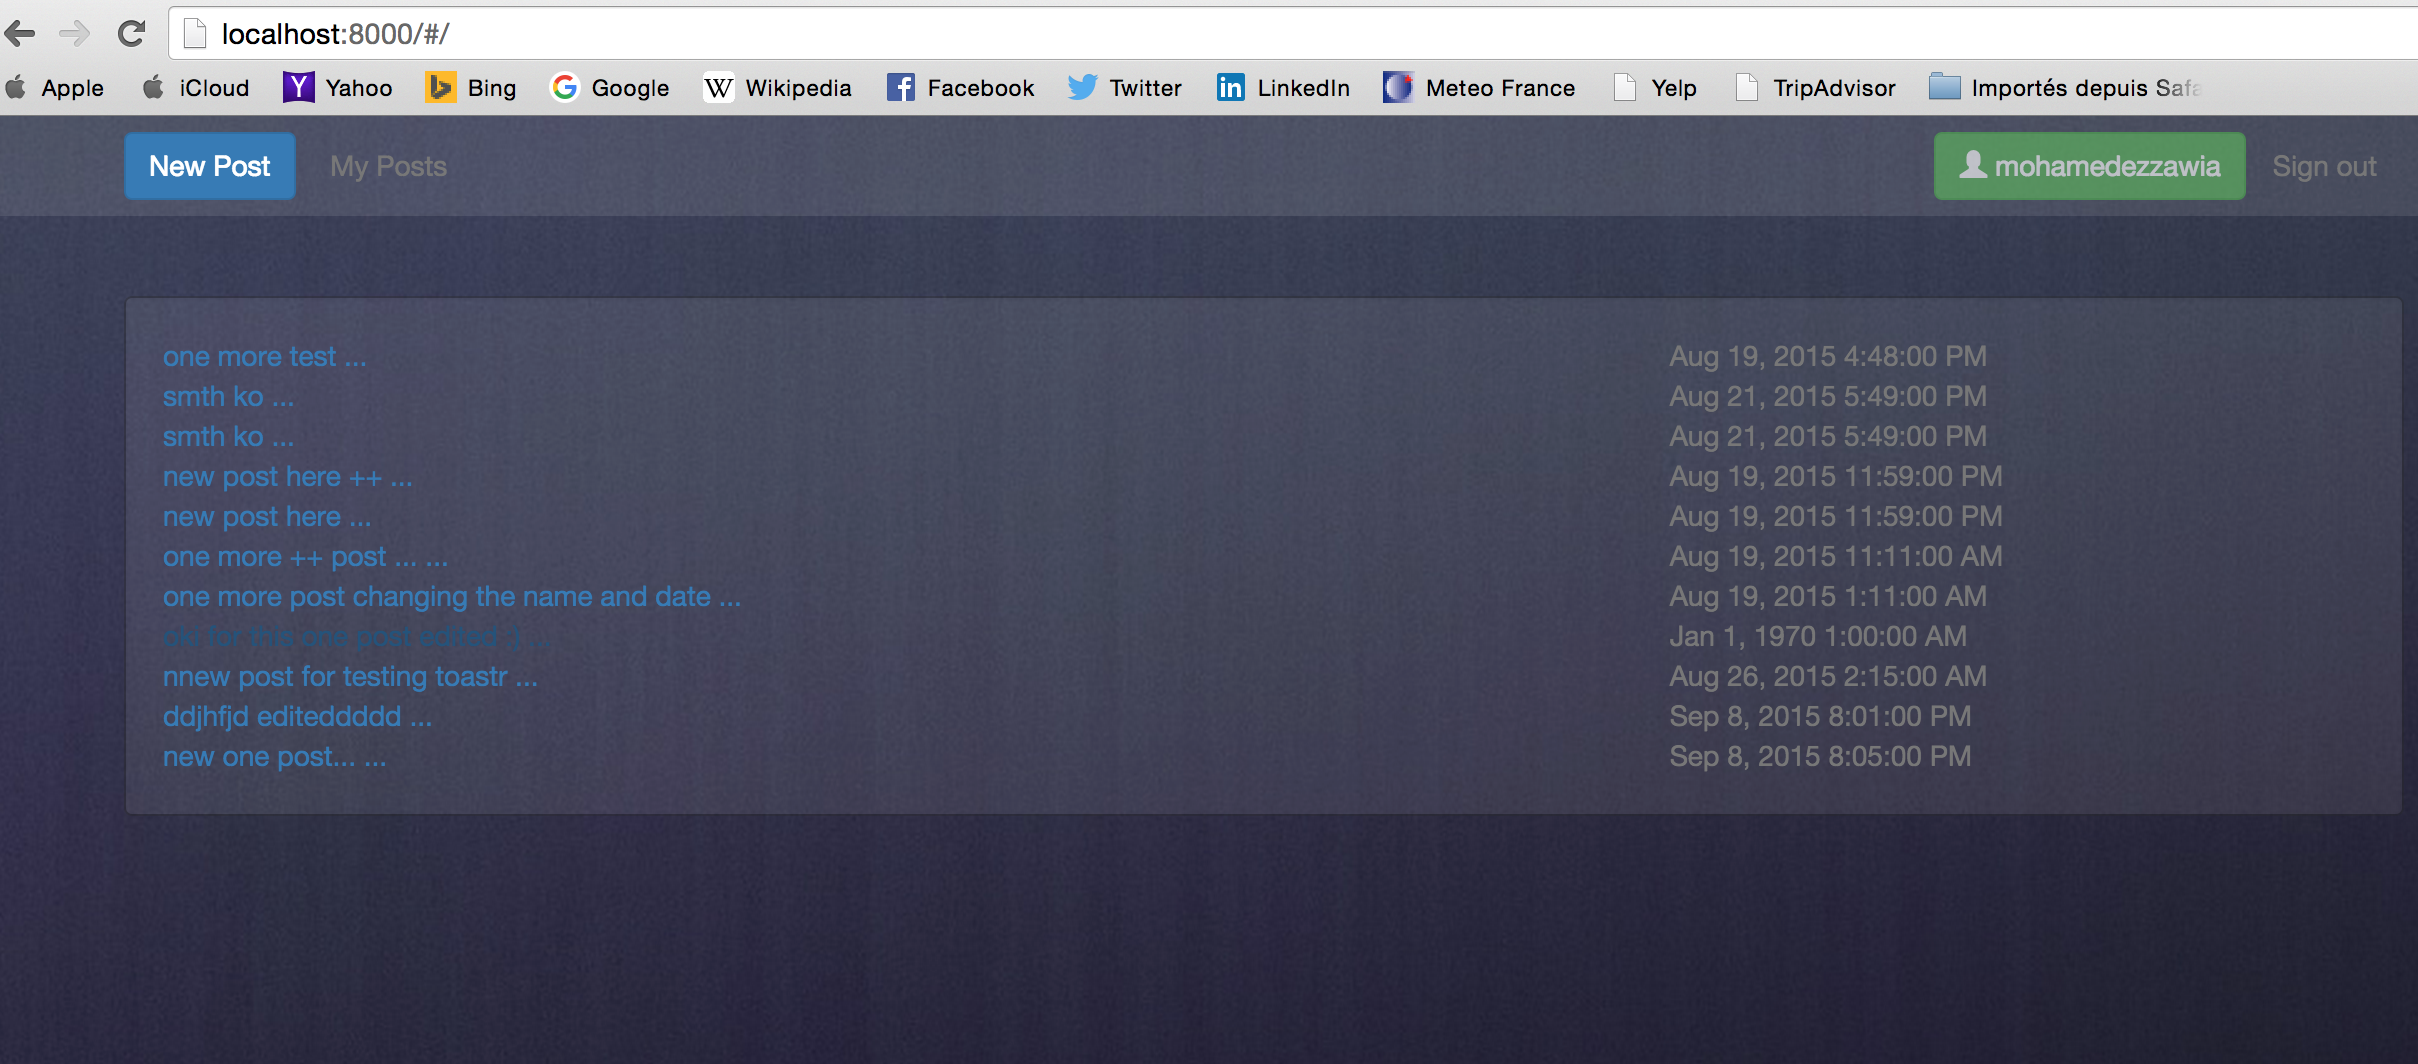 localhost:8000/#/
Apple iCloud Yahoo Bing Google Wikipedia Facebook Twitter LinkedIn Meteo France Yelp TripAdvisor Importés depuis Safa
New Post My Posts mohamedezzawia Sign out
one more test ... Aug 19, 2015 4:48:00 PM
smth ko ... Aug 21, 2015 5:49:00 PM
smth ko ... Aug 21, 2015 5:49:00 PM
new post here ++ ... Aug 19, 2015 11:59:00 PM
new post here ... Aug 19, 2015 11:59:00 PM
one more ++ post ... ... Aug 19, 2015 11:11:00 AM
one more post changing the name and date ... Aug 19, 2015 1:11:00 AM
for this one post edited :) ... Jan 1, 1970 1:00:00 AM
nnew post for testing toastr ... Aug 26, 2015 2:15:00 AM
ddjhfjd editeddddd ... Sep 8, 2015 8:01:00 PM
new one post... ... Sep 8, 2015 8:05:00 PM